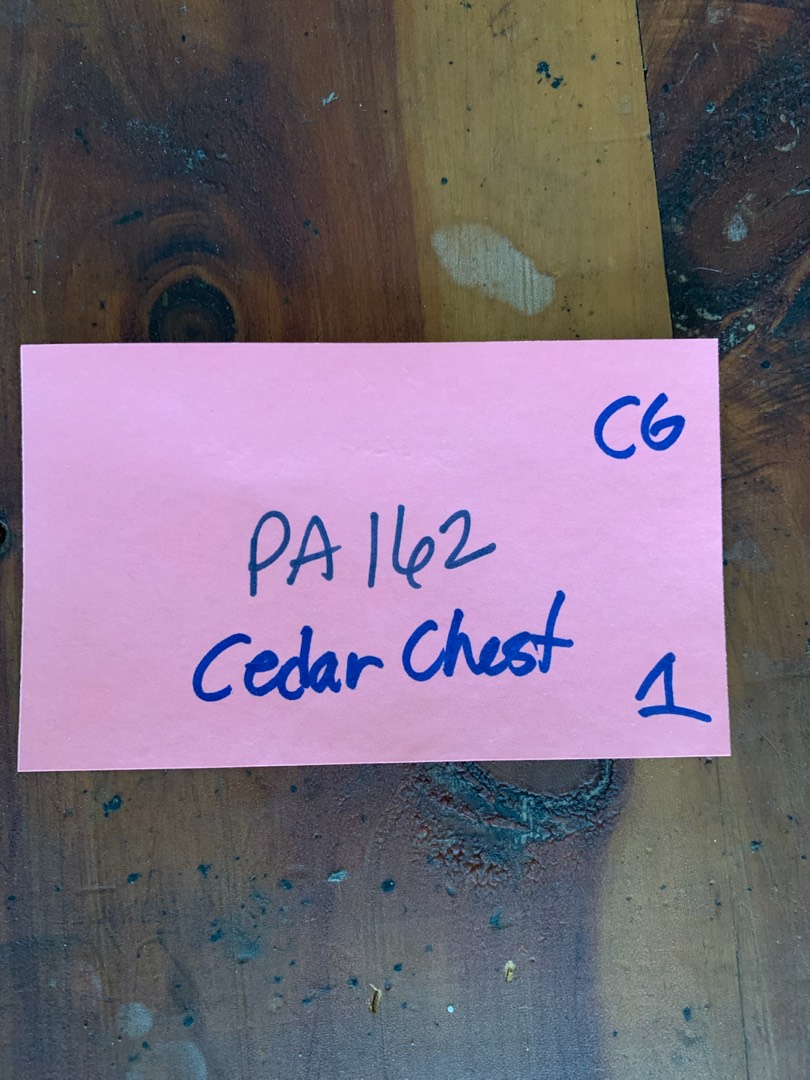 CG
PA 162
Cedar Chest
1